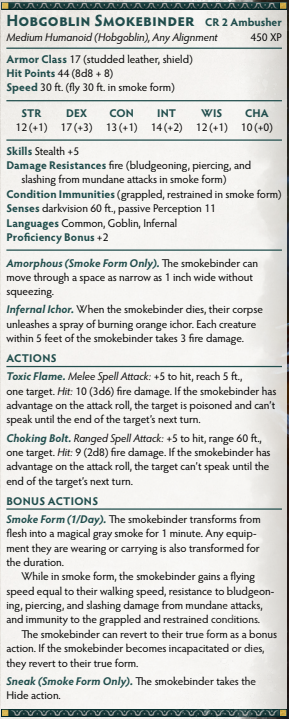 HOBGOBLIN SMOKEBINDER CR 2 AMBUSHER
Medium Humanoid (Hobgoblin), Any Alignment 450 XP
Armor Class 17 (studded leather, shield)
Hit Points 44 (8d8 + 8)
Speed 30 ft. (fly 30 ft. in smoke form)
STR DEX CON INT WIS CHA
12 (+1) 17 (+3) 13 (+1) 14 (+2) 12 (+1) 10 (+0)
Skills Stealth +5
Damage Resistances fire (bludgeoning, piercing, and
slashing from mundane attacks in smoke form)
Condition Immunities (grappled, restrained in smoke form)
Senses darkvision 60 ft., passive Perception 11
Languages Common, Goblin, Infernal
Proficiency Bonus +2
Amorphous (Smoke Form Only). The smokebinder can
move through a space as narrow as 1 inch wide without
squeezing.
Infernal Ichor. When the smokebinder dies, their corpse
unleashes a spray of burning orange ichor. Each creature
within 5 feet of the smokebinder takes 3 fire damage.
ACTIONS
Toxic Flame. Melee Spell Attack: +5 to hit, reach 5 ft.,
one target. Hit: 10 (3d6) fire damage. If the smokebinder has
advantage on the attack roll, the target is poisoned and can't
speak until the end of the target's next turn.
Choking Bolt. Ranged Spell Attack: +5 to hit, range 60 ft.,
one target. Hit: 9 (2d8) fire damage. If the smokebinder has
advantage on the attack roll, the target can't speak until the
end of the target's next turn.
BONUS ACTIONS
Smoke Form (1/Day). The smokebinder transforms from
flesh into a magical gray smoke for 1 minute. Any equip-
ment they are wearing or carrying is also transformed for
the duration.
While in smoke form, the smokebinder gains a flying
speed equal to their walking speed, resistance to bludgeon-
ing, piercing, and slashing damage from mundane attacks,
and immunity to the grappled and restrained conditions.
The smokebinder can revert to their true form as a bonus
action. If the smokebinder becomes incapacitated or dies,
they revert to their true form.
Sneak (Smoke Form Only). The smokebinder takes the
Hide action.